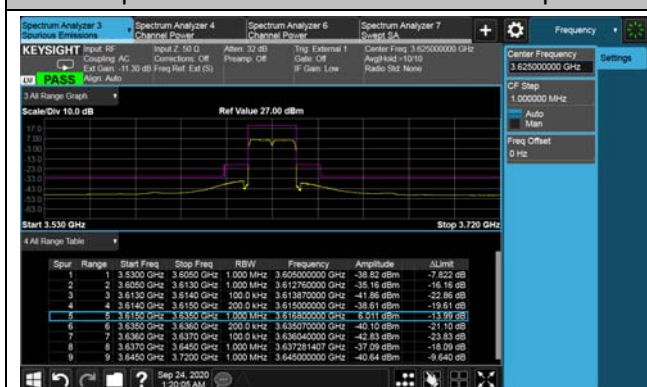 Spectrum Analyzer 3
Spurious Emissions
Spectrum Analyzer 4
Channel Power
Spectrum Analyzer 6
Channel Power
Spectrum Analyzer 7
Swept SA
Frequency
KEYSIGHT Input: RF Input Z: 50 Ω Atten: 32 dB Trig: External 1 Center Freq: 3.625000000 GHz
Coupling: AC Corrections: Off Preamp: Off Gate: Off Avg|Hold:>10/10
Ext Gain: -11.30 dB Freq Ref: Ext (S) IF Gain: Low Radio Std: None
LW PASS Align: Auto
Center Frequency
3.625000000 GHz
Settings
CF Step
1.000000 MHz
Auto
Man
Freq Offset
0 Hz
3 All Range Graph
Scale/Div 10.0 dB Ref Value 27.00 dBm
17.0
7.00
-3.00
-13.0
-23.0
-33.0
-43.0
-53.0
-63.0
Start 3.530 GHz Stop 3.720 GHz
4 All Range Table
Spur Range Start Freq Stop Freq RBW Frequency Amplitude ΔLimit
1 1 3.5300 GHz 3.6050 GHz 1.000 MHz 3.605000000 GHz -38.82 dBm -7.822 dB
2 2 3.6050 GHz 3.6130 GHz 1.000 MHz 3.612760000 GHz -35.16 dBm -16.16 dB
3 3 3.6130 GHz 3.6140 GHz 100.0 kHz 3.613870000 GHz -41.86 dBm -22.86 dB
4 4 3.6140 GHz 3.6150 GHz 200.0 kHz 3.615000000 GHz -38.61 dBm -19.61 dB
5 5 3.6150 GHz 3.6350 GHz 1.000 MHz 3.616800000 GHz 6.011 dBm -13.99 dB
6 6 3.6350 GHz 3.6360 GHz 200.0 kHz 3.635070000 GHz -40.10 dBm -21.10 dB
7 7 3.6360 GHz 3.6370 GHz 100.0 kHz 3.636040000 GHz -42.83 dBm -23.83 dB
8 8 3.6370 GHz 3.6450 GHz 1.000 MHz 3.637281407 GHz -37.09 dBm -18.09 dB
9 9 3.6450 GHz 3.7200 GHz 1.000 MHz 3.645000000 GHz -40.64 dBm -9.640 dB
Sep 24, 2020
1:20:05 AM